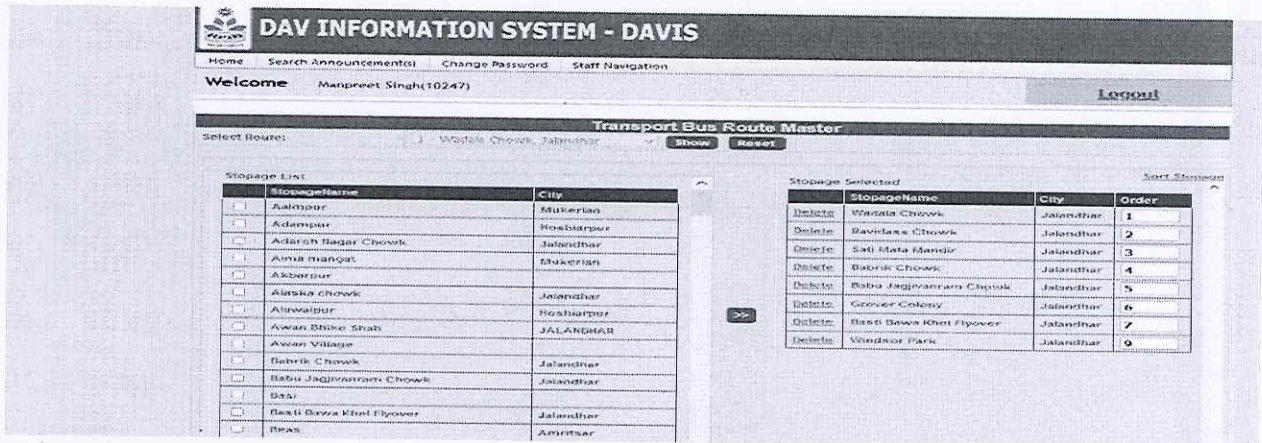 DAV INFORMATION SYSTEM - DAVIS
Home Search Announcement(s) Change Password Staff Navigation
Welcome Manpreet Singh(10247)
Logout
Transport Bus Route Master
Select Route: 1 - Wadala Chowk, Jalandhar Show Reset
Stopage List
StopageName City
Aalmpur Mukerian
Adampur Hoshiarpur
Adarsh Nagar Chowk Jalandhar
Aima mangat Mukerian
Akbarpur
Alaska chowk Jalandhar
Alawalpur Hoshiarpur
Awan Bhike Shah JALANDHAR
Awan Village
Babrik Chowk Jalandhar
Babu Jagjivanram Chowk Jalandhar
Basi
Basti Bawa Khel Flyover Jalandhar
Beas Amritsar
>>
Stopage Selected Sort Stopage
StopageName City Order
Delete Wadala Chowk Jalandhar 1
Delete Ravidass Chowk Jalandhar 2
Delete Sati Mata Mandir Jalandhar 3
Delete Babrik Chowk Jalandhar 4
Delete Babu Jagjivanram Chowk Jalandhar 5
Delete Grover Colony Jalandhar 6
Delete Basti Bawa Khel Flyover Jalandhar 7
Delete Windsor Park Jalandhar 9